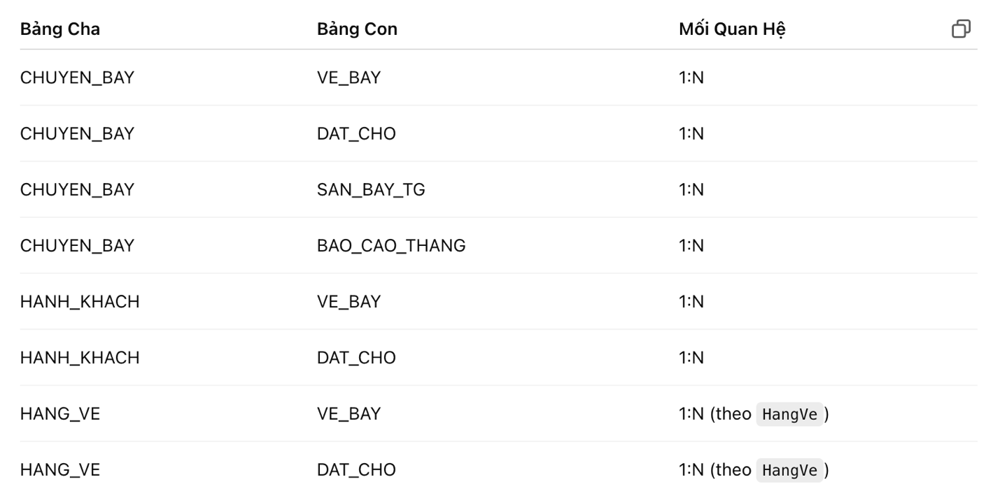 Bảng Cha Bảng Con Mối Quan Hệ
CHUYEN_BAY VE_BAY 1:N
CHUYEN_BAY DAT_CHO 1:N
CHUYEN_BAY SAN_BAY_TG 1:N
CHUYEN_BAY BAO_CAO_THANG 1:N
HANH_KHACH VE_BAY 1:N
HANH_KHACH DAT_CHO 1:N
HANG_VE VE_BAY 1:N (theo HangVe)
HANG_VE DAT_CHO 1:N (theo HangVe)